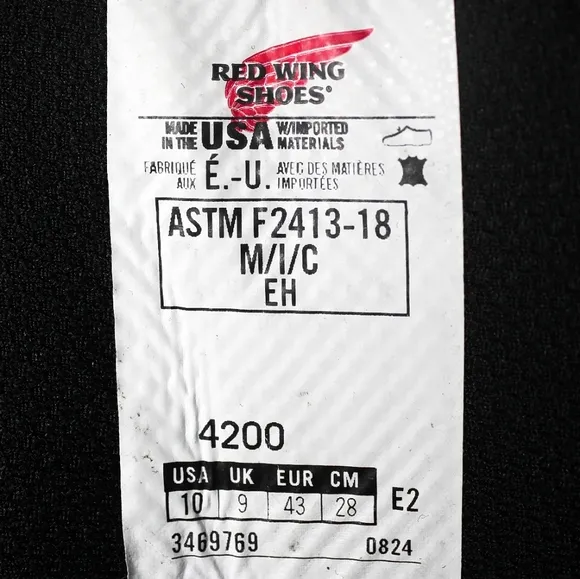 RED WING
SHOES®
MADE IN THE USA W/IMPORTED MATERIALS
FABRIQUÉ AUX É.-U. AVEC DES MATIÈRES IMPORTÉES
ASTM F2413-18
M/I/C
EH
4200
USA UK EUR CM
10 9 43 28 E2
3469769 0824